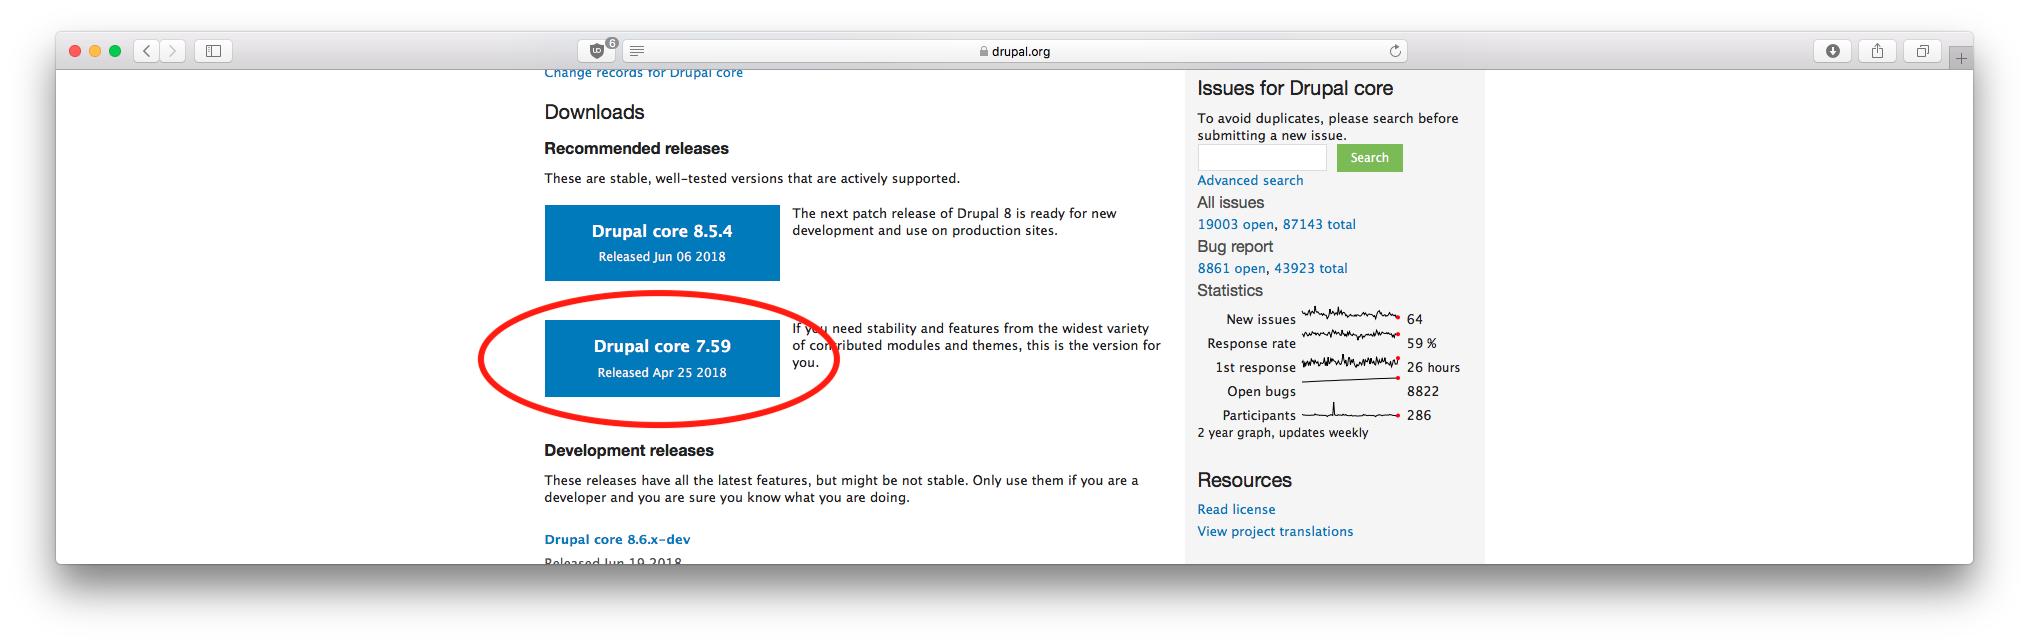 6
drupal.org
Change records for Drupal core
Downloads
Recommended releases
These are stable, well-tested versions that are actively supported.
Drupal core 8.5.4
Released Jun 06 2018
The next patch release of Drupal 8 is ready for new
development and use on production sites.
Drupal core 7.59
Released Apr 25 2018
If you need stability and features from the widest variety
of contributed modules and themes, this is the version for
you.
Development releases
These releases have all the latest features, but might be not stable. Only use them if you are a
developer and you are sure you know what you are doing.
Drupal core 8.6.x-dev
Released Jun 19 2018
Issues for Drupal core
To avoid duplicates, please search before
submitting a new issue.
Search
Advanced search
All issues
19003 open, 87143 total
Bug report
8861 open, 43923 total
Statistics
New issues 64
Response rate 59 %
1st response 26 hours
Open bugs 8822
Participants 286
2 year graph, updates weekly
Resources
Read license
View project translations